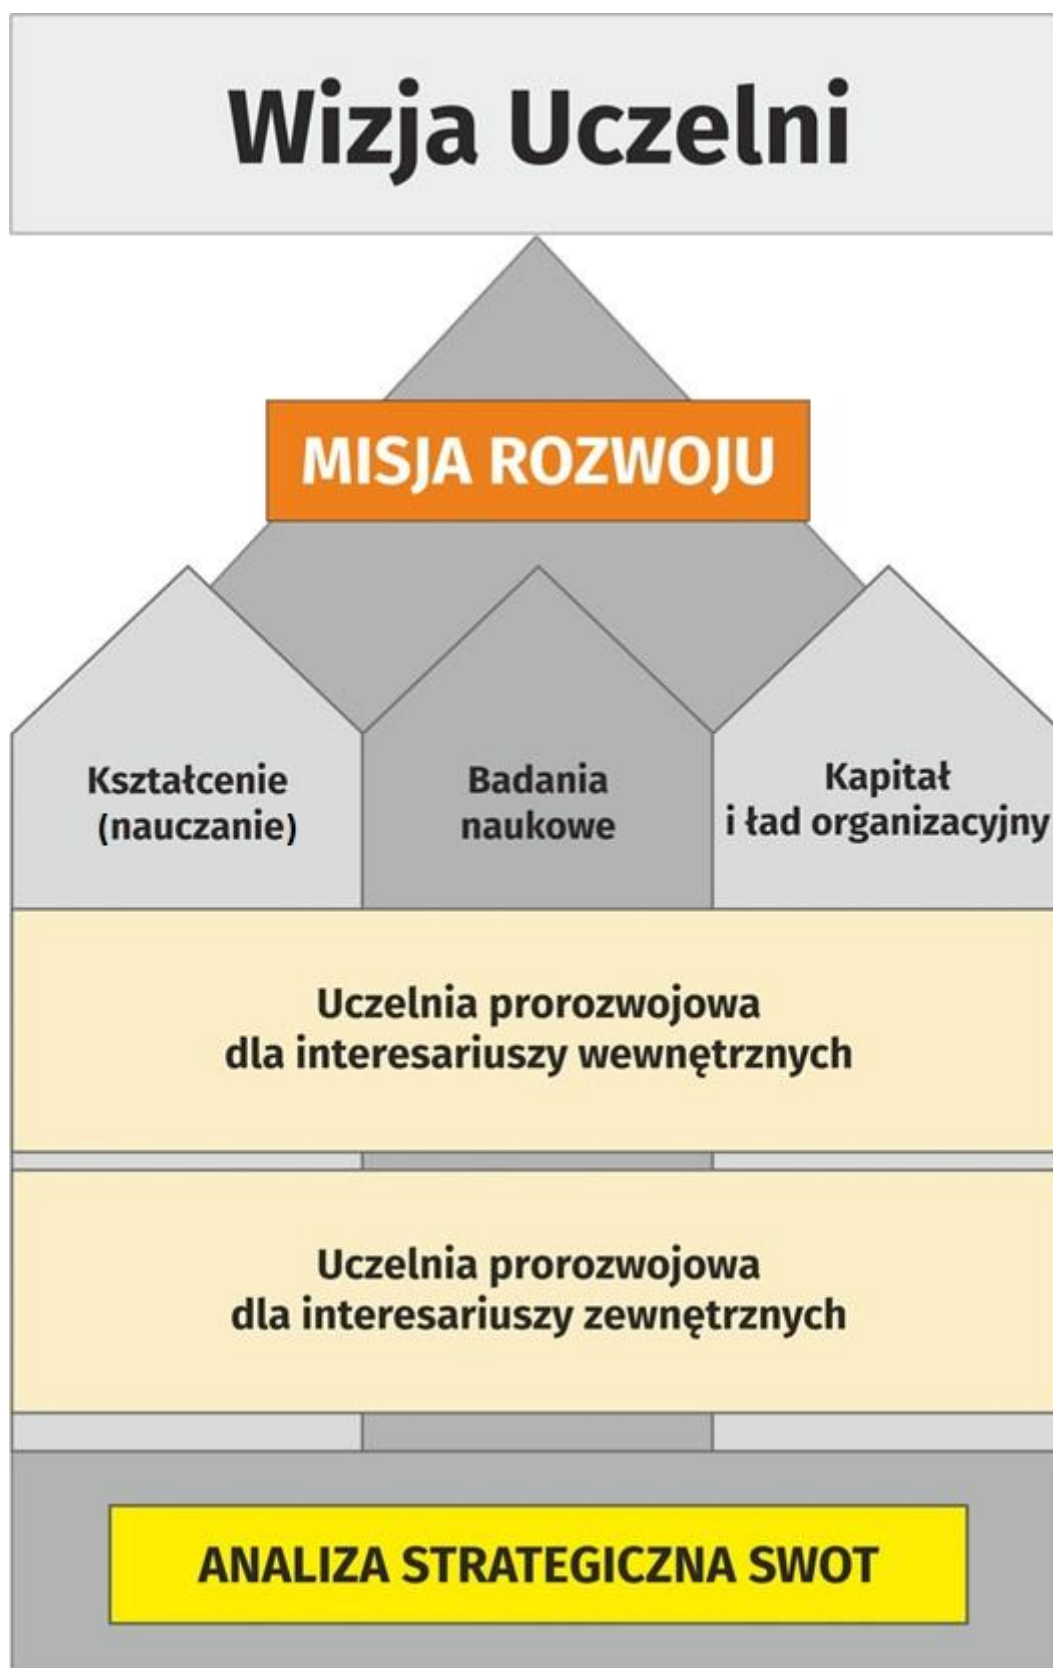 Wizja Uczelni
MISJA ROZWOJU
Kształcenie
(nauczanie)
Badania
naukowe
Kapitał
i ład organizacyjny
Uczelnia prorozwojowa
dla interesariuszy wewnętrznych
Uczelnia prorozwojowa
dla interesariuszy zewnętrznych
ANALIZA STRATEGICZNA SWOT